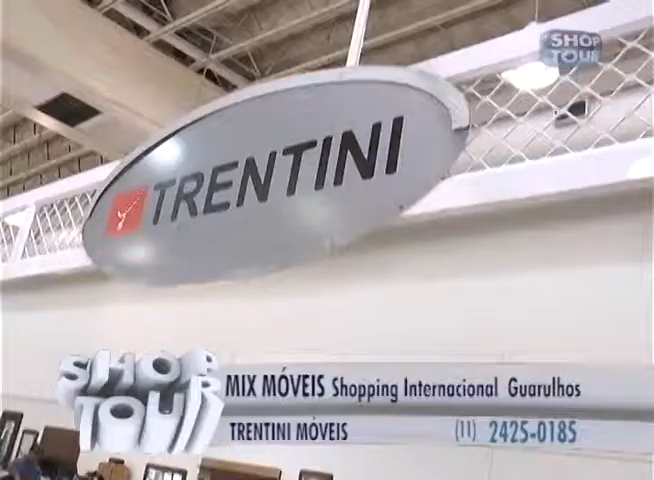 SHOP
TOUR
TRENTINI
SHOP
TOUR
MIX MÓVEIS Shopping Internacional Guarulhos
TRENTINI MÓVEIS (11) 2425-0185